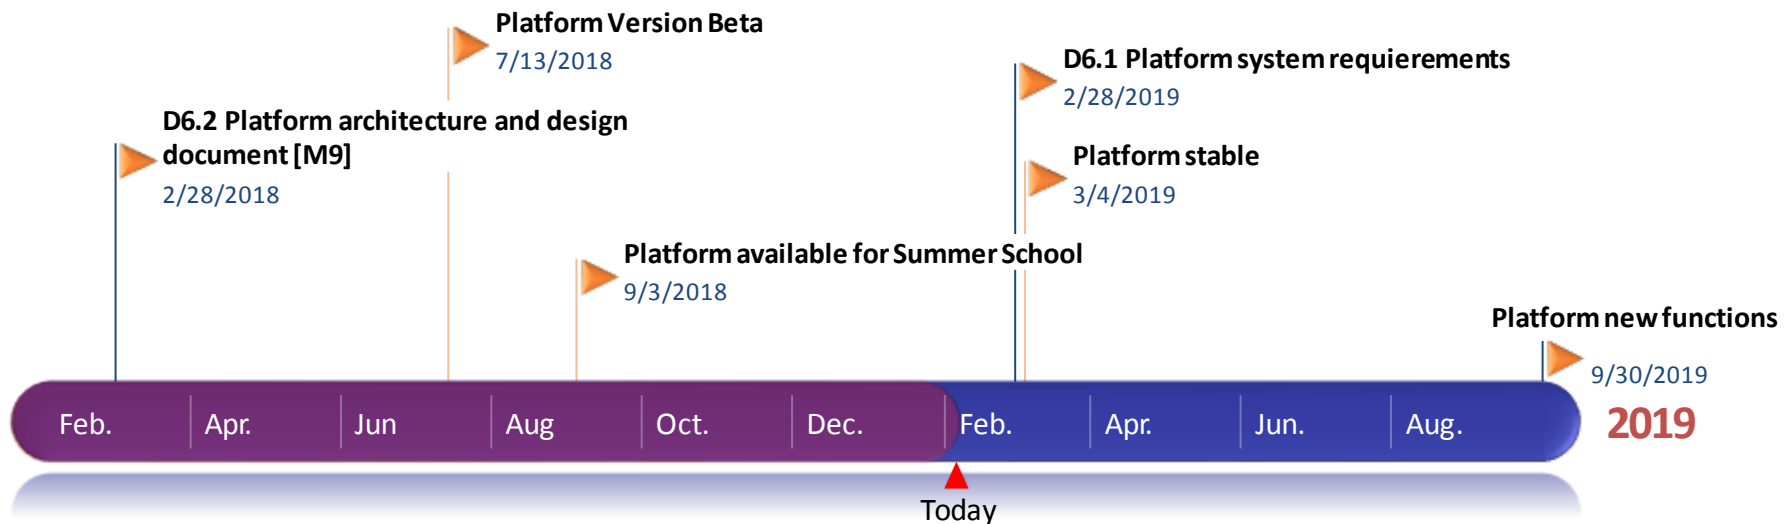 Platform Version Beta
7/13/2018
D6.1 Platform system requierements
2/28/2019
D6.2 Platform architecture and design
document [M9]
2/28/2018
Platform stable
3/4/2019
Platform available for Summer School
9/3/2018
Platform new functions
9/30/2019
Feb. Apr. Jun Aug Oct. Dec. Feb. Apr. Jun. Aug. 2019
Today